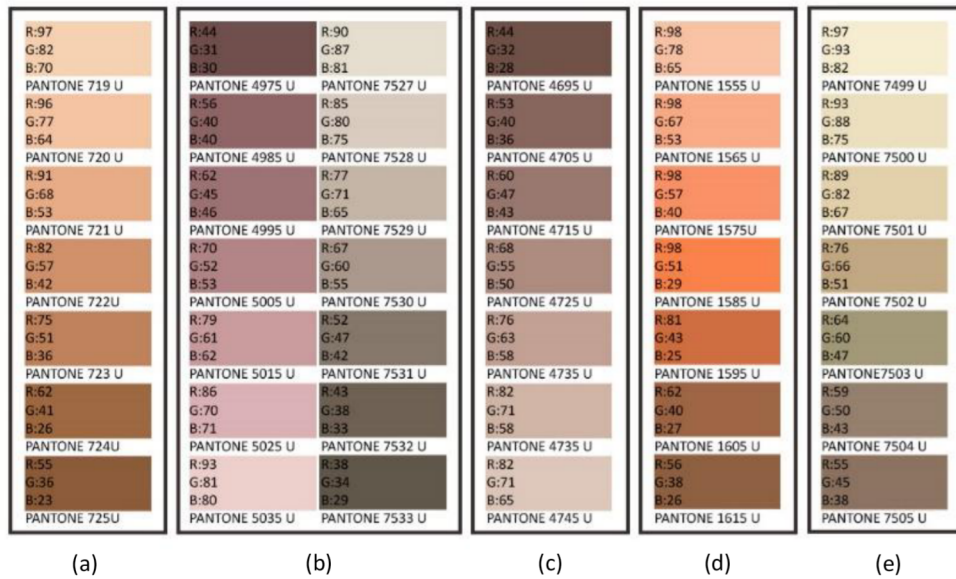 R:97
G:82
B:70
PANTONE 719 U
R:96
G:77
B:64
PANTONE 720 U
R:91
G:68
B:53
PANTONE 721 U
R:82
G:57
B:42
PANTONE 722U
R:75
G:51
B:36
PANTONE 723 U
R:62
G:41
B:26
PANTONE 724U
R:55
G:36
B:23
PANTONE 725U
(a)
R:44
G:31
B:30
PANTONE 4975 U
R:56
G:40
B:40
PANTONE 4985 U
R:62
G:45
B:46
PANTONE 4995 U
R:70
G:52
B:53
PANTONE 5005 U
R:79
G:61
B:62
PANTONE 5015 U
R:86
G:70
B:71
PANTONE 5025 U
R:93
G:81
B:80
PANTONE 5035 U
R:90
G:87
B:81
PANTONE 7527 U
R:85
G:80
B:75
PANTONE 7528 U
R:77
G:71
B:65
PANTONE 7529 U
R:67
G:60
B:55
PANTONE 7530 U
R:52
G:47
B:42
PANTONE 7531 U
R:43
G:38
B:33
PANTONE 7532 U
R:38
G:34
B:29
PANTONE 7533 U
(b)
R:44
G:32
B:28
PANTONE 4695 U
R:53
G:40
B:36
PANTONE 4705 U
R:60
G:47
B:43
PANTONE 4715 U
R:68
G:55
B:50
PANTONE 4725 U
R:76
G:63
B:58
PANTONE 4735 U
R:82
G:71
B:58
PANTONE 4735 U
R:82
G:71
B:65
PANTONE 4745 U
(c)
R:98
G:78
B:65
PANTONE 1555 U
R:98
G:67
B:53
PANTONE 1565 U
R:98
G:57
B:40
PANTONE 1575U
R:98
G:51
B:29
PANTONE 1585 U
R:81
G:43
B:25
PANTONE 1595 U
R:62
G:40
B:27
PANTONE 1605 U
R:56
G:38
B:26
PANTONE 1615 U
(d)
R:97
G:93
B:82
PANTONE 7499 U
R:93
G:88
B:75
PANTONE 7500 U
R:89
G:82
B:67
PANTONE 7501 U
R:76
G:66
B:51
PANTONE 7502 U
R:64
G:60
B:47
PANTONE7503 U
R:59
G:50
B:43
PANTONE 7504 U
R:55
G:45
B:38
PANTONE 7505 U
(e)